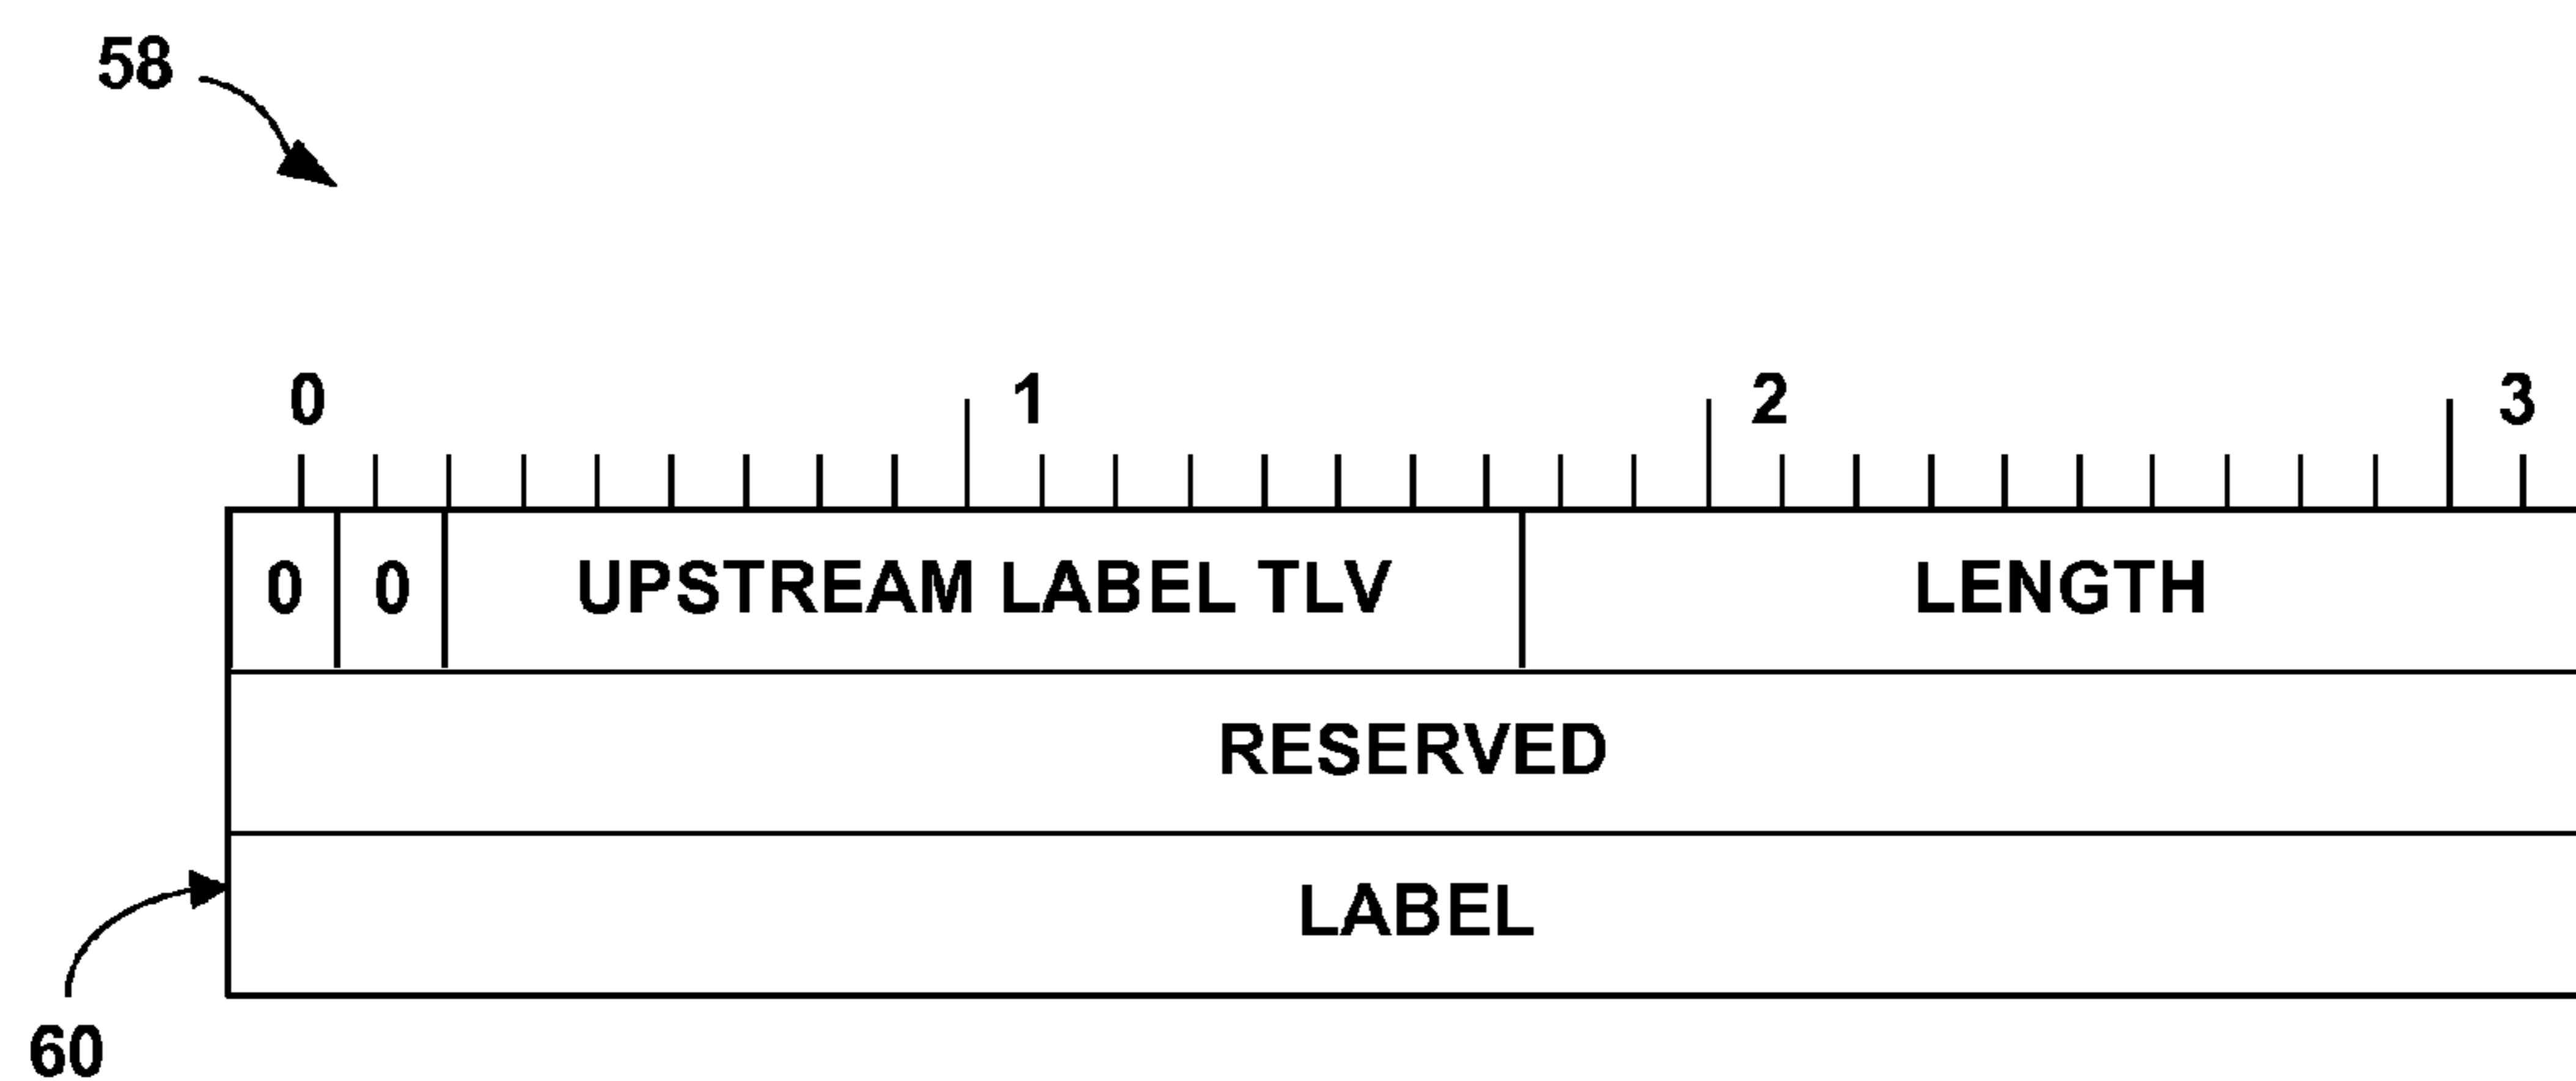 58
0 1 2 3
0 0 UPSTREAM LABEL TLV LENGTH
RESERVED
LABEL
60